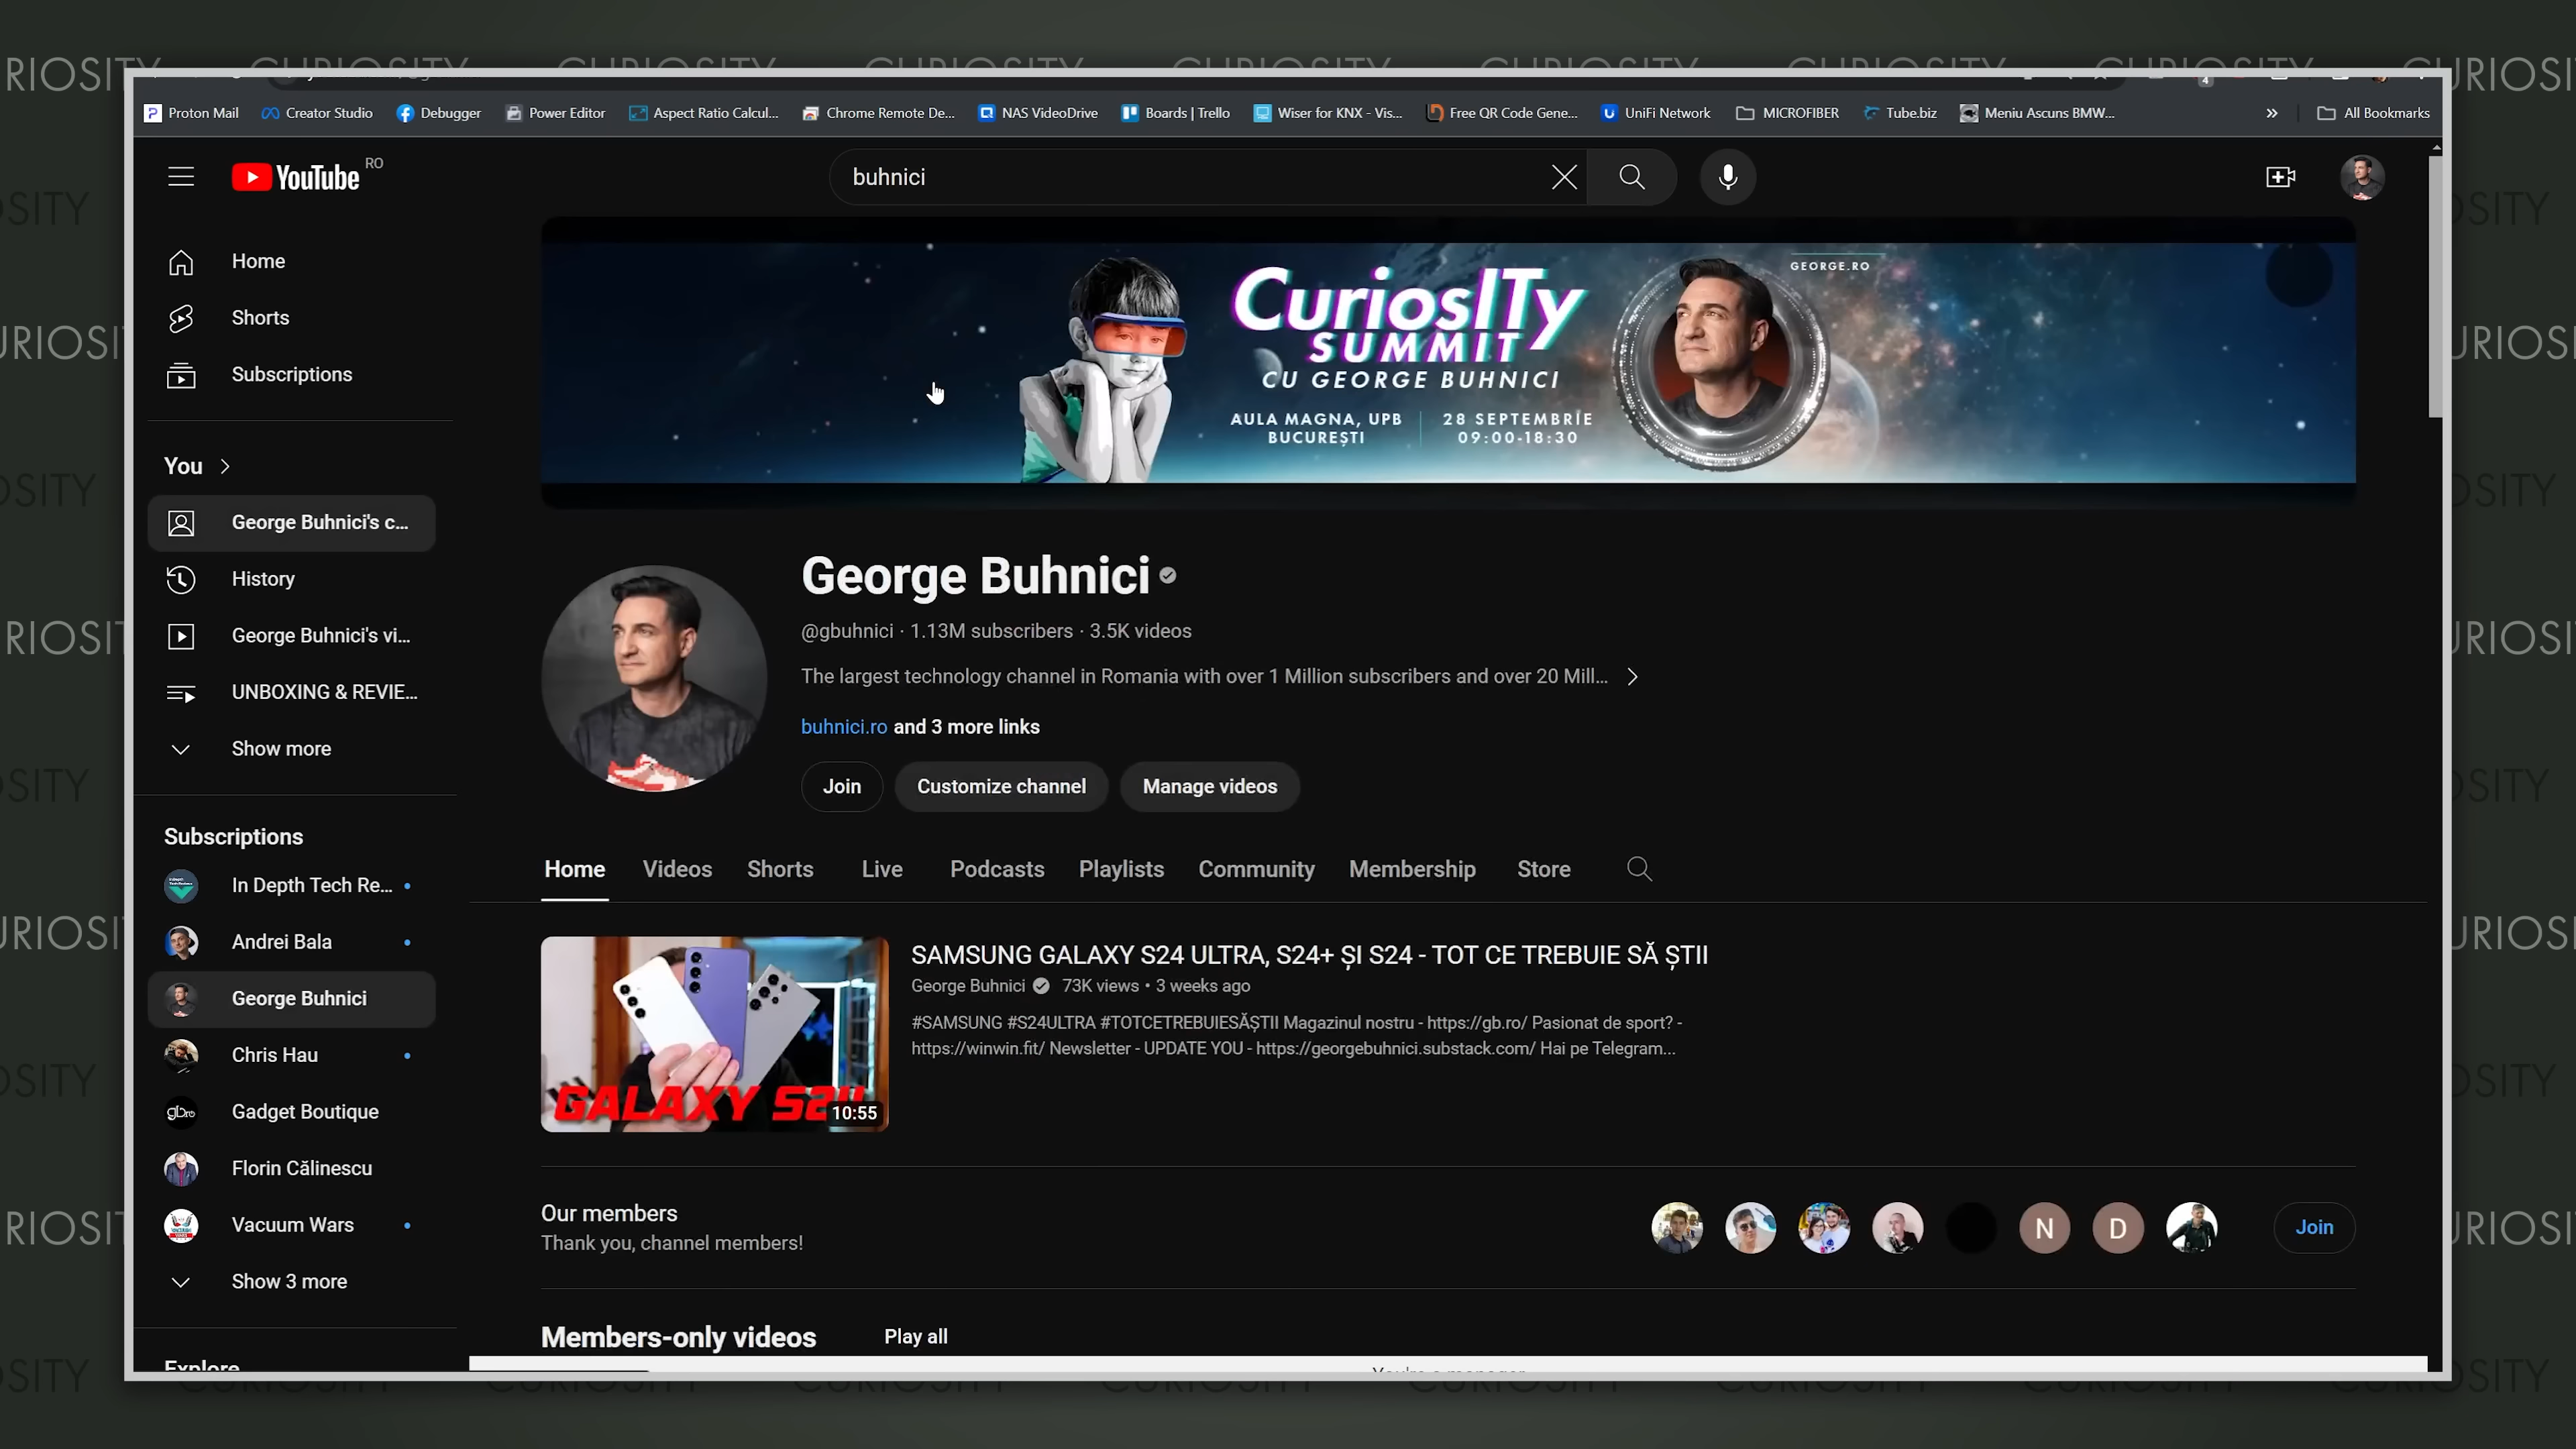 CURIOSITY CURIOSITY CURIOSITY CURIOSITY CURIOSITY CURIOSITY CURIOSITY
Proton Mail Creator Studio Debugger Power Editor Aspect Ratio Calcul... Chrome Remote De... NAS VideoDrive Boards | Trello Wiser for KNX - Vis... Free QR Code Gene... UniFi Network MICROFIBER Tube.biz Meniu Ascuns BMW... » All Bookmarks
YouTube RO
buhnici
Home
Shorts
Subscriptions
You
George Buhnici's c...
History
George Buhnici's vi...
UNBOXING & REVIE...
Show more
Subscriptions
In Depth Tech Re...
Andrei Bala
George Buhnici
Chris Hau
Gadget Boutique
Florin Călinescu
Vacuum Wars
Show 3 more
Explore
CuriosITy
SUMMIT
CU GEORGE BUHNICI
AULA MAGNA, UPB
BUCUREȘTI
28 SEPTEMBRIE
09:00-18:30
GEORGE.RO
George Buhnici
@gbuhnici · 1.13M subscribers · 3.5K videos
The largest technology channel in Romania with over 1 Million subscribers and over 20 Mill...
buhnici.ro and 3 more links
Join Customize channel Manage videos
Home Videos Shorts Live Podcasts Playlists Community Membership Store
GALAXY S24
10:55
SAMSUNG GALAXY S24 ULTRA, S24+ ȘI S24 - TOT CE TREBUIE SĂ ȘTII
George Buhnici 73K views • 3 weeks ago
#SAMSUNG #S24ULTRA #TOTCETREBUIESĂȘTII Magazinul nostru - https://gb.ro/ Pasionat de sport? -
https://winwin.fit/ Newsletter - UPDATE YOU - https://georgebuhnici.substack.com/ Hai pe Telegram...
Our members
Thank you, channel members!
N D
Join
Members-only videos Play all